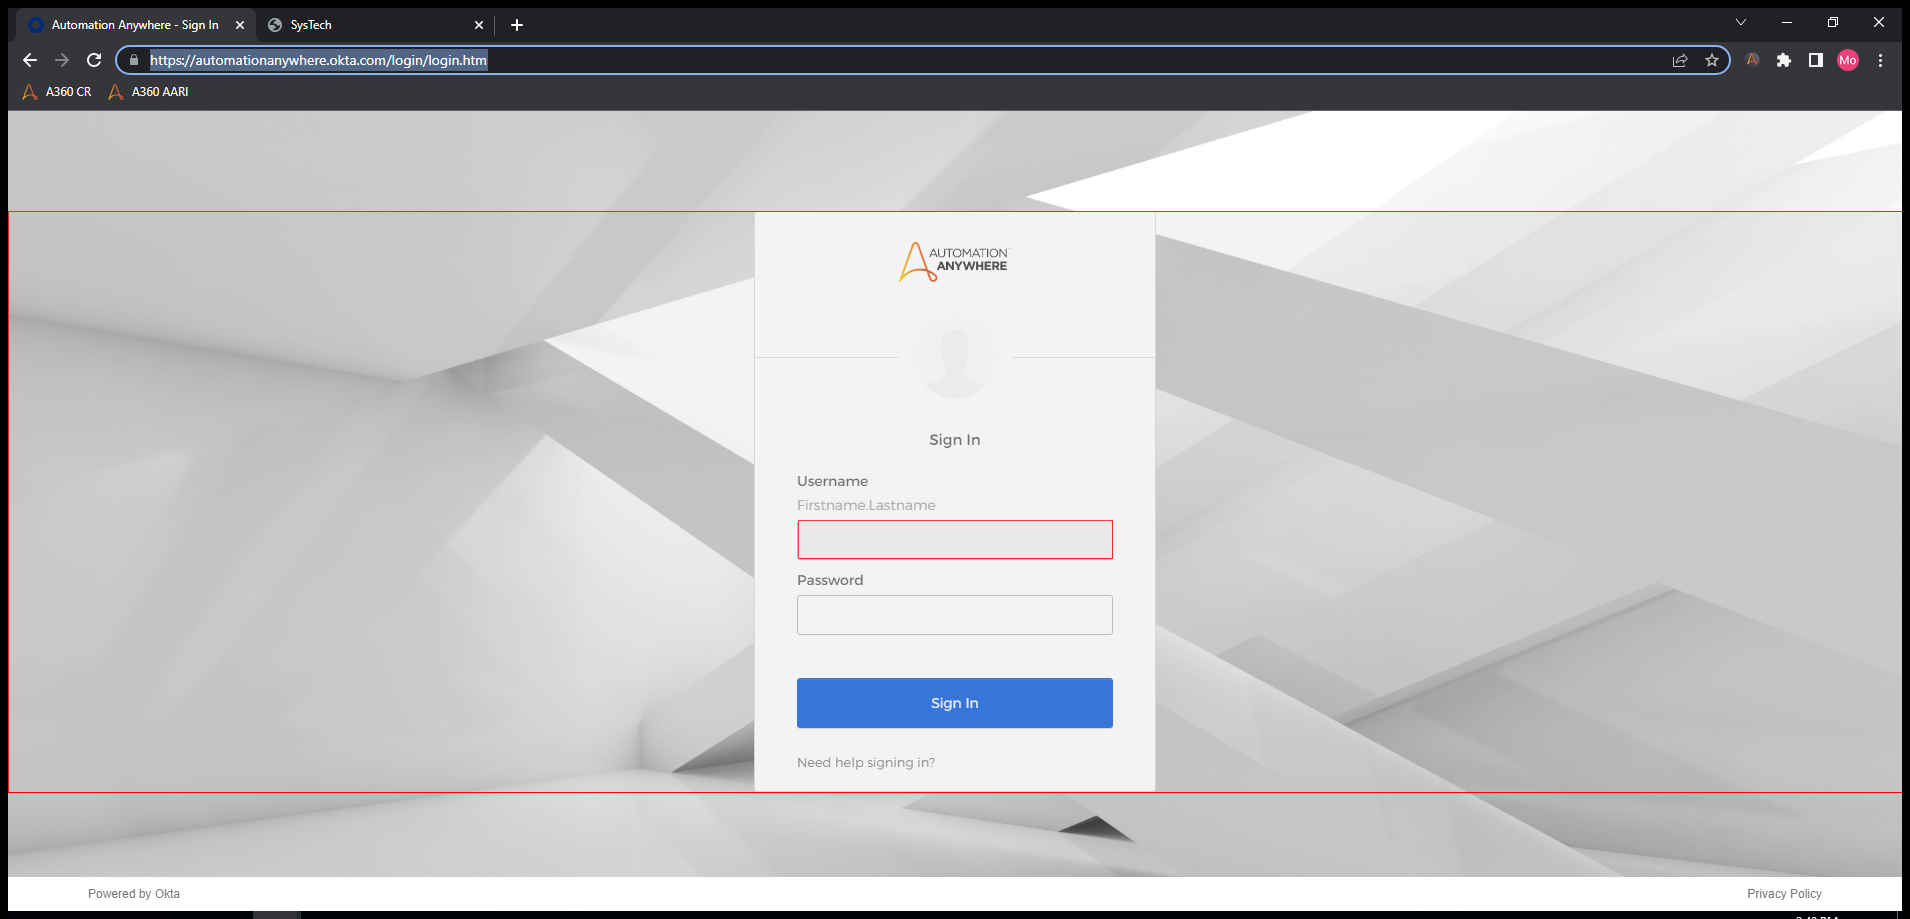 Automation Anywhere - Sign In
SysTech
https://automationanywhere.okta.com/login/login.htm
Mo
A360 CR
A360 AARI
AUTOMATION
ANYWHERE
Sign In
Username
Firstname.Lastname
Password
Sign In
Need help signing in?
Powered by Okta
Privacy Policy